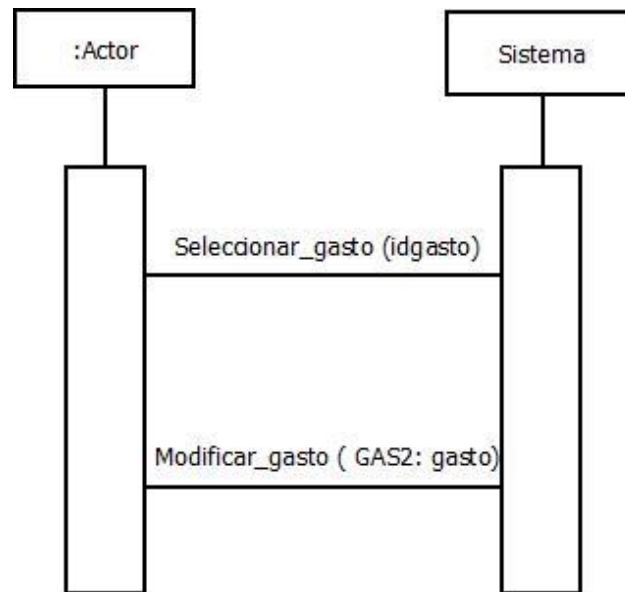 :Actor
Sistema
Seleccionar_gasto (idgasto)
Modificar_gasto ( GAS2: gasto)